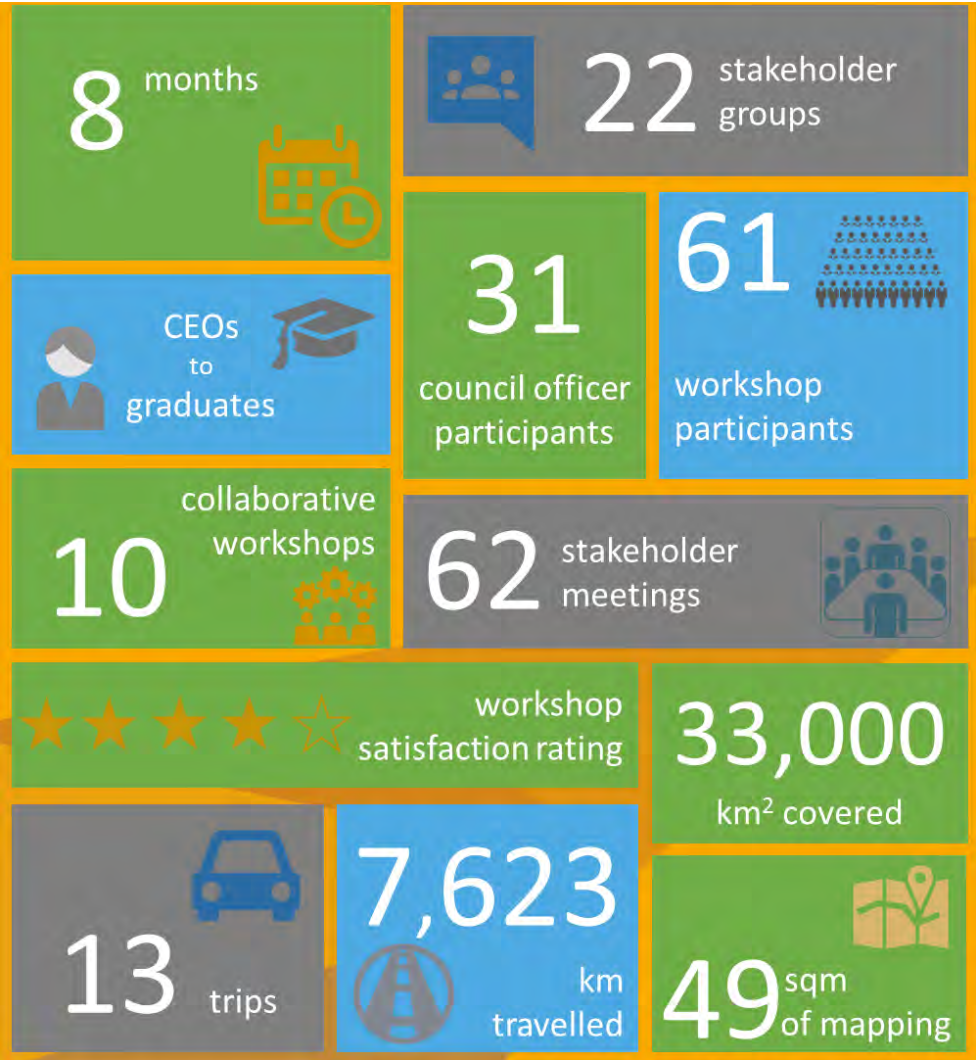 8 months
22 stakeholder
groups
CEOs
to
graduates
31
council officer
participants
61
workshop
participants
collaborative
workshops
10
62 stakeholder
meetings
workshop
satisfaction rating
33,000
km² covered
13 trips
7,623
km
travelled
49 sqm
of mapping